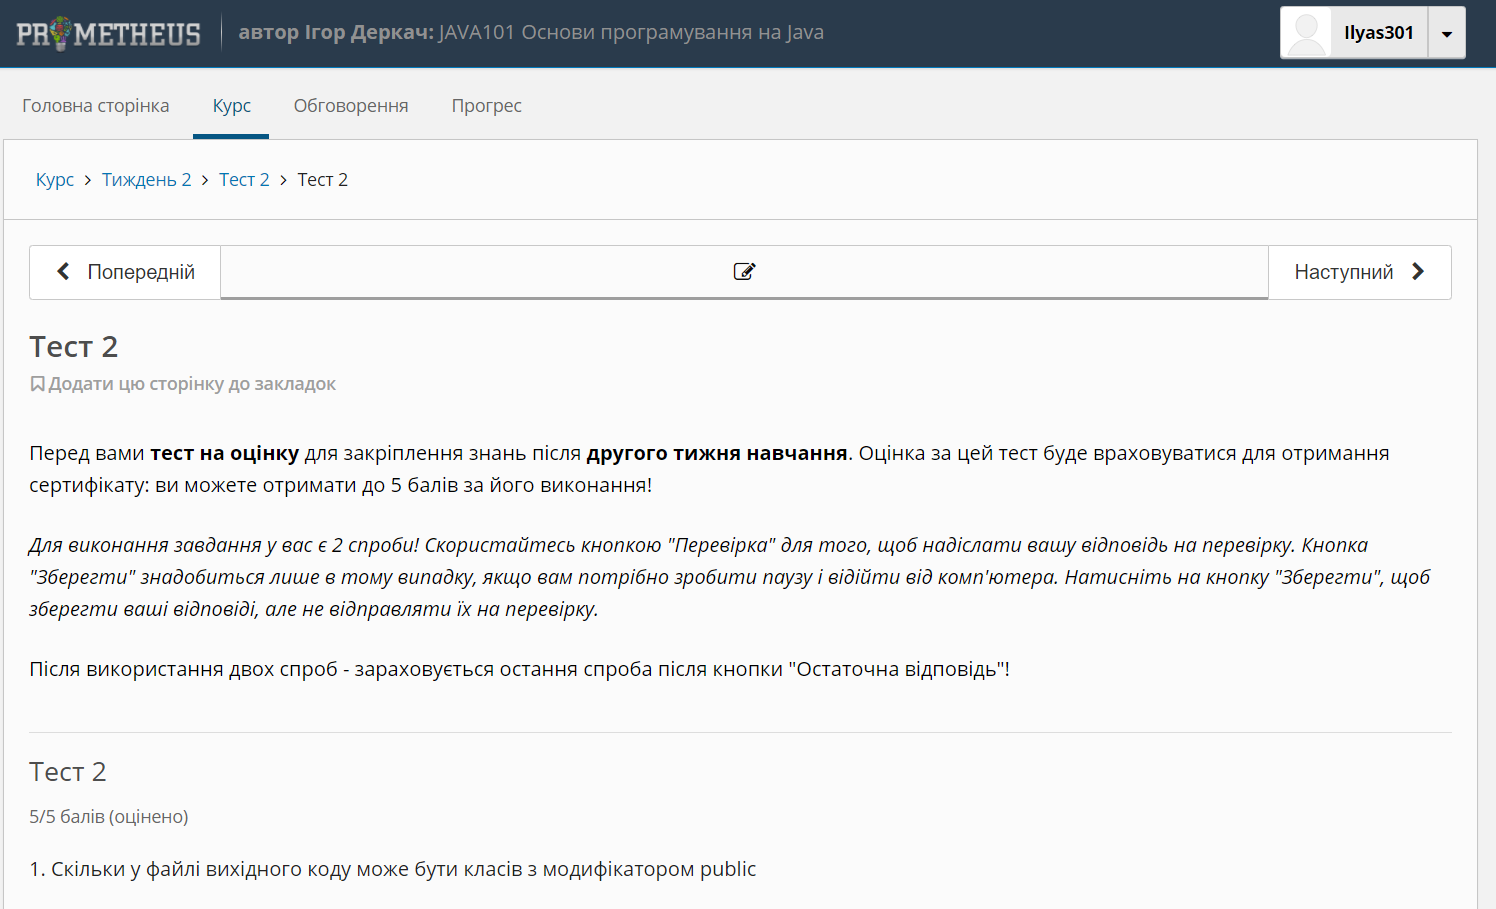 PROMETHEUS
автор Ігор Деркач: JAVA101 Основи програмування на Java
Ilyas301
Головна сторінка
Курс
Обговорення
Прогрес
Курс > Тиждень 2 > Тест 2 > Тест 2
Попередній
Наступний
Тест 2
Додати цю сторінку до закладок
Перед вами тест на оцінку для закріплення знань після другого тижня навчання. Оцінка за цей тест буде враховуватися для отримання
сертифікату: ви можете отримати до 5 балів за його виконання!
Для виконання завдання у вас є 2 спроби! Скористайтесь кнопкою "Перевірка" для того, щоб надіслати вашу відповідь на перевірку. Кнопка
"Зберегти" знадобиться лише в тому випадку, якщо вам потрібно зробити паузу і відійти від комп'ютера. Натисніть на кнопку "Зберегти", щоб
зберегти ваші відповіді, але не відправляти їх на перевірку.
Після використання двох спроб - зараховується остання спроба після кнопки "Остаточна відповідь"!
Тест 2
5/5 балів (оцінено)
1. Скільки у файлі вихідного коду може бути класів з модифікатором public